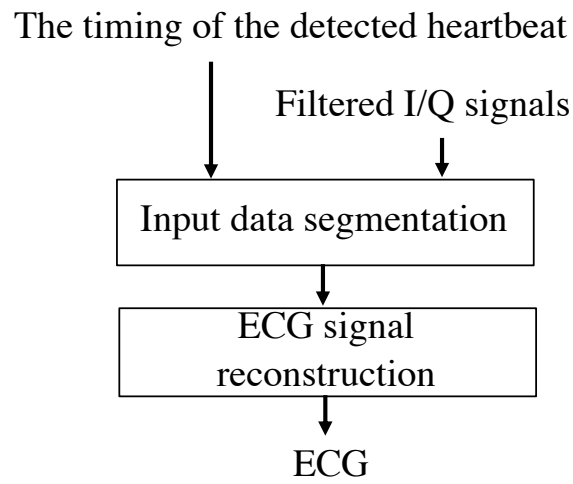 The timing of the detected heartbeat
Filtered I/Q signals
Input data segmentation
ECG signal
reconstruction
ECG